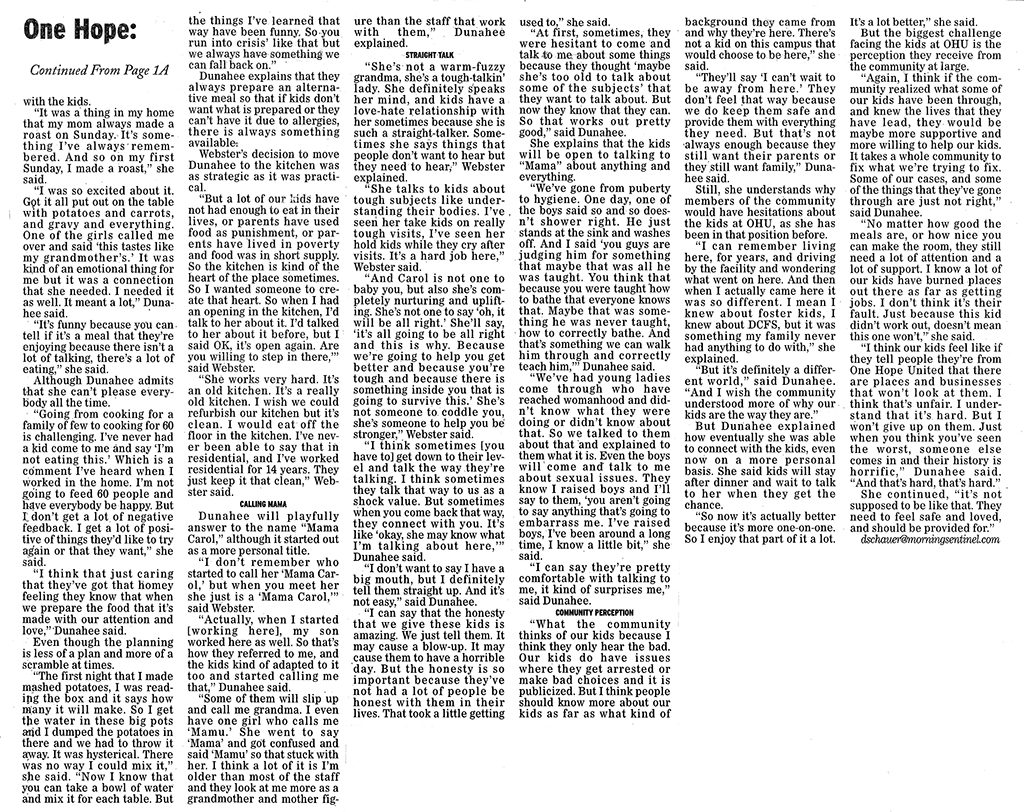 One Hope:
Continued From Page 1A
with the kids.
"It was a thing in my home
that my mom always made a
roast on Sunday. It's some-
thing I've always remem-
bered. And so on my first
Sunday, I made a roast," she
said.
"I was so excited about it.
Got it all put out on the table
with potatoes and carrots,
and gravy and everything.
One of the girls called me
over and said 'this tastes like
my grandmother's.' It was
kind of an emotional thing for
me but it was a connection
that she needed. I needed it
as well. It meant a lot," Duna-
hee said.
"It's funny because you can
tell if it's a meal that they're
enjoying because there isn't a
lot of talking, there's a lot of
eating," she said.
Although Dunahee admits
that she can't please every-
body all the time.
"Going from cooking for a
family of few to cooking for 60
is challenging. I've never had
a kid come to me and say 'I'm
not eating this.' Which is a
comment I've heard when I
worked in the home. I'm not
going to feed 60 people and
have everybody be happy. But
I don't get a lot of negative
feedback. I get a lot of posi-
tive of things they'd like to try
again or that they want," she
said.
"I think that just caring
that they've got that homey
feeling they know that when
we prepare the food that it's
made with our attention and
love," Dunahee said.
Even though the planning
is less of a plan and more of a
scramble at times.
"The first night that I made
mashed potatoes, I was read-
ing the box and it says how
many it will make. So I get
the water in these big pots
and I dumped the potatoes in
there and we had to throw it
away. It was hysterical. There
was no way I could mix it,"
she said. "Now I know that
you can take a bowl of water
and mix it for each table. But
the things I've learned that
way have been funny. So you
run into crisis' like that but
we always have something we
can fall back on."
Dunahee explains that they
always prepare an alterna-
tive meal so that if kids don't
want what is prepared or they
can't have it due to allergies,
there is always something
available.
Webster's decision to move
Dunhee to the kitchen was
as strategic as it was practi-
cal.
"But a lot of our kids have
not had enough to eat in their
lives, or parents have used
food as punishment, or par-
ents have lived in poverty
and food was in short supply.
So the kitchen is kind of the
heart of the place sometimes.
So I wanted someone to cre-
ate that heart. So when I had
an opening in the kitchen, I'd
talk to her about it. I'd talked
to her about it before, but I
said OK, it's open again. Are
you willing to step in there,'"
said Webster.
"She works very hard. It's
an old kitchen. It's a really
old kitchen. I wish we could
refurbish our kitchen but it's
clean. I would eat off the
floor in the kitchen. I've nev-
er been able to say that in
residential, and I've worked
residential for 14 years. They
just keep it that clean," Web-
ster said.
CALLING MAMA
Dunahee will playfully
answer to the name "Mama
Carol," although it started out
as a more personal title.
"I don't remember who
started to call her 'Mama Car-
ol,' but when you meet her
she just is a 'Mama Carol,'"
said Webster.
"Actually, when I started
[working here], my son
worked here as well. So that's
how they referred to me, and
the kids kind of adapted to it
too and started calling me
that," Dunahee said.
"Some of them will slip up
and call me grandma. I even
have one girl who calls me
'Mamu.' She went to say
'Mama' and got confused and
said 'Mamu' so that stuck with
her. I think a lot of it is I'm
older than most of the staff
and they look at me more as a
grandmother and mother fig-
ure than the staff that work
with them," Dunahee
explained.
STRAIGHT TALK
"She's not a warm-fuzzy
grandma, she's a tough-talkin'
lady. She definitely speaks
her mind, and kids have a
love-hate relationship with
her sometimes because she is
such a straight-talker. Some-
times she says things that
people don't want to hear but
they need to hear," Webster
explained.
"She talks to kids about
tough subjects like under-
standing their bodies. I've
seen her take kids on really
tough visits, I've seen her
hold kids while they cry after
visits. It's a hard job here,"
Webster said.
"And Carol is not one to
baby you, but also she's com-
pletely nurturing and uplift-
ing. She's not one to say 'oh, it
will be all right.' She'll say,
'it's all going to be all right
and this is why. Because
we're going to help you get
better and because you're
tough and because there is
something inside you that is
going to survive this.' She's
not someone to coddle you,
she's someone to help you be
stronger," Webster said.
"I think sometimes [you
have to] get down to their lev-
el and talk the way they're
talking. I think sometimes
they talk that way to us as a
shock value. But sometimes
when you come back that way,
they connect with you. It's
like 'okay, she may know what
I'm talking about here,'"
Dunahee said.
"I don't want to say I have a
big mouth, but I definitely
tell them straight up. And it's
not easy," said Dunahee.
"I can say that the honesty
that we give these kids is
amazing. We just tell them. It
may cause a blow-up. It may
cause them to have a horrible
day. But the honesty is so
important because they've
not had a lot of people be
honest with them in their
lives. That took a little getting
used to," she said.
"At first, sometimes, they
were hesitant to come and
talk to me about some things
because they thought 'maybe
she's too old to talk about
some of the subjects' that
they want to talk about. But
now they know that they can.
So that works out pretty
good," said Dunahee.
She explains that the kids
will be open to talking to
"Mama" about anything and
everything.
"We've gone from puberty
to hygiene. One day, one of
the boys said so and so does-
n't shower right. He just
stands at the sink and washes
off. And I said 'you guys are
judging him for something
that maybe that was all he
was taught. You think that
because you were taught how
to bathe that everyone knows
that. Maybe that was some-
thing he was never taught,
how to correctly bathe. And
that's something we can walk
him through and correctly
teach him,'" Dunahee said.
"We've had young ladies
come through who have
reached womanhood and did-
n't know what they were
doing or didn't know about
that. So we talked to them
about that and explained to
them what it is. Even the boys
will come and talk to me
about sexual issues. They
know I raised boys and I'll
say to them, 'you aren't going
to say anything that's going to
embarrass me. I've raised
boys, I've been around a long
time, I know a little bit," she
said.
"I can say they're pretty
comfortable with talking to
me, it kind of surprises me,"
said Dunahee.
COMMUNITY PERCEPTION
"What the community
thinks of our kids because I
think they only hear the bad.
Our kids do have issues
where they get arrested or
make bad choices and it is
publicized. But I think people
should know more about our
kids as far as what kind of
background they came from
and why they're here. There's
not a kid on this campus that
would choose to be here," she
said.
"They'll say 'I can't wait to
be away from here.' They
don't feel that way because
we do keep them safe and
provide them with everything
they need. But that's not
always enough because they
still want their parents or
they still want family," Duna-
hee said.
Still, she understands why
members of the community
would have hesitations about
the kids at OHU, as she has
been in that position before.
"I can remember living
here, for years, and driving
by the facility and wondering
what went on here. And then
when I actually came here it
was so different. I mean I
knew about foster kids, I
knew about DCFS, but it was
something my family never
had anything to do with," she
explained.
"But it's definitely a differ-
ent world," said Dunahee.
"And I wish the community
understood more of why our
kids are the way they are."
But Dunahee explained
how eventually she was able
to connect with the kids, even
now on a more personal
basis. She said kids will stay
after dinner and wait to talk
to her when they get the
chance.
"So now it's actually better
because it's more one-on-one.
So I enjoy that part of it a lot.
It's a lot better," she said.
But the biggest challenge
facing the kids at OHU is the
perception they receive from
the community at large.
"Again, I think if the com-
munity realized what some of
our kids have been through,
and knew the lives that they
have lead, they would be
maybe more supportive and
more willing to help our kids.
It takes a whole community to
fix what we're trying to fix.
Some of our cases, and some
of the things that they've gone
through are just not right,"
said Dunahee.
"No matter how good the
meals are, or how nice you
can make the room, they still
need a lot of attention and a
lot of support. I know a lot of
our kids have burned places
out there as far as getting
jobs. I don't think it's their
fault. Just because this kid
didn't work out, doesn't mean
this one won't," she said.
"I think our kids feel like if
they tell people they're from
One Hope United that there
are places and businesses
that won't look at them. I
think that's unfair. I under-
stand that it's hard. But I
won't give up on them. Just
when you think you've seen
the worst, someone else
comes in and their history is
horrific," Dunahee said.
"And that's hard, that's hard."
She continued, "it's not
supposed to be like that. They
need to feel safe and loved,
and should be provided for."
dschauer@morningsentinel.com